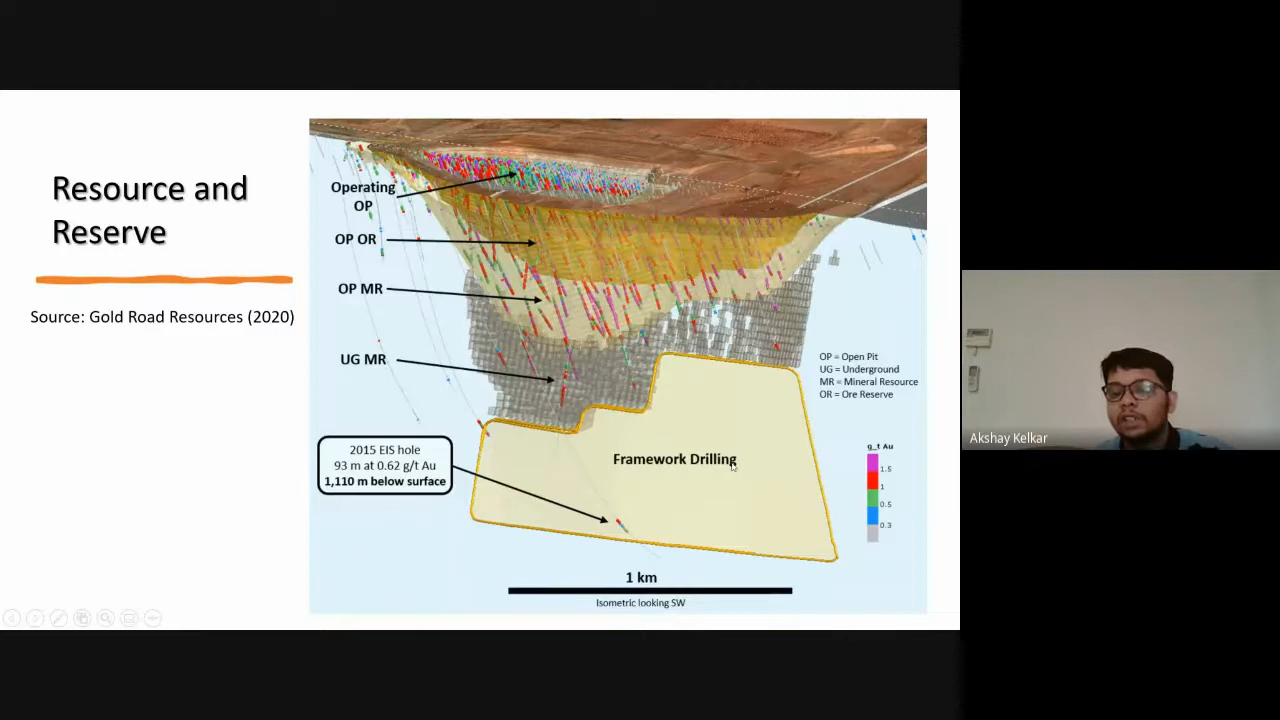 Resource and
Reserve
Source: Gold Road Resources (2020)
Operating
OP
OP OR
OP MR
UG MR
OP = Open Pit
UG = Underground
MR = Mineral Resource
OR = Ore Reserve
2015 EIS hole
93 m at 0.62 g/t Au
1,110 m below surface
Framework Drilling
g_t Au
1.5
1
0.5
0.3
1 km
Isometric looking SW
Akshay Kelkar